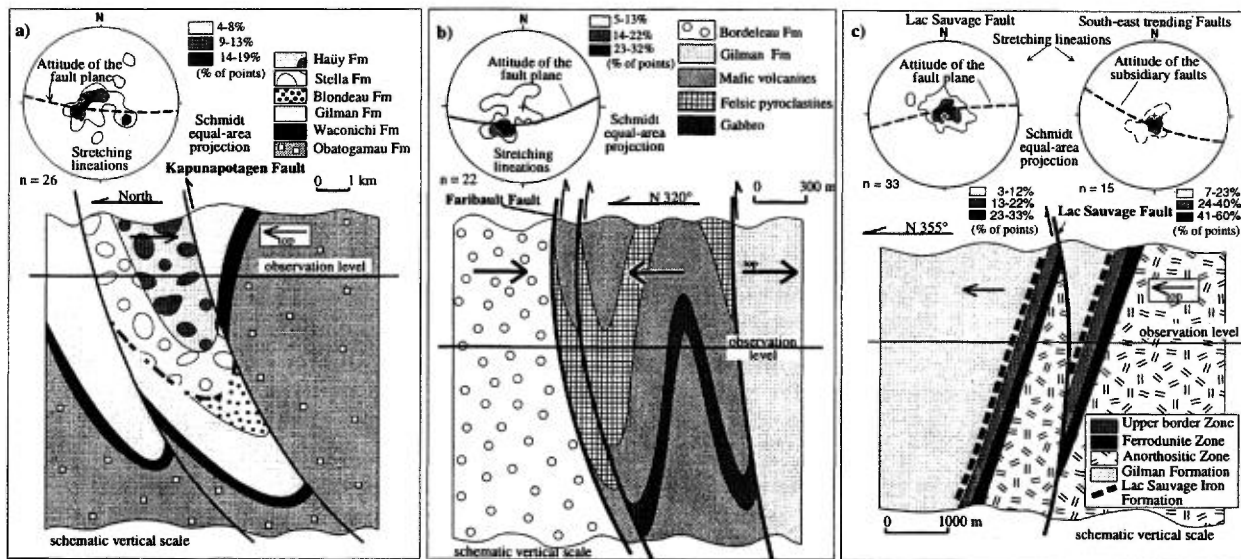 a)
N
4-8%
9-13%
14-19%
(% of points)
Attitude of the
fault plane
Stretching
lineations
Schmidt
equal-area
projection
n = 26
Haüy Fm
Stella Fm
Blondeau Fm
Gilman Fm
Waconichi Fm
Obatogamau Fm
Kapunapotagen Fault
0 1 km
North
top
observation level
schematic vertical scale
b)
N
5-13%
14-22%
23-32%
(% of points)
Attitude of the
fault plane
Stretching
lineations
Schmidt
equal-area
projection
n = 22
Bordeleau Fm
Gilman Fm
Mafic volcanines
Felsic pyroclastites
Gabbro
Faribault Fault
N 320°
0 300 m
top
observation
level
schematic vertical scale
c)
Lac Sauvage Fault
N
South-east trending Faults
N
Stretching lineations
Attitude of the
fault plane
Attitude of the
subsidiary faults
Schmidt
equal-area
projection
n = 33
3-12%
13-22%
23-33%
(% of points)
n = 15
7-23%
24-40%
41-60%
(% of points)
Lac Sauvage Fault
N 355°
top
observation level
Upper border Zone
Ferrodunite Zone
Anorthositic Zone
Gilman Formation
Lac Sauvage Iron
Formation
0 1000 m
schematic vertical scale